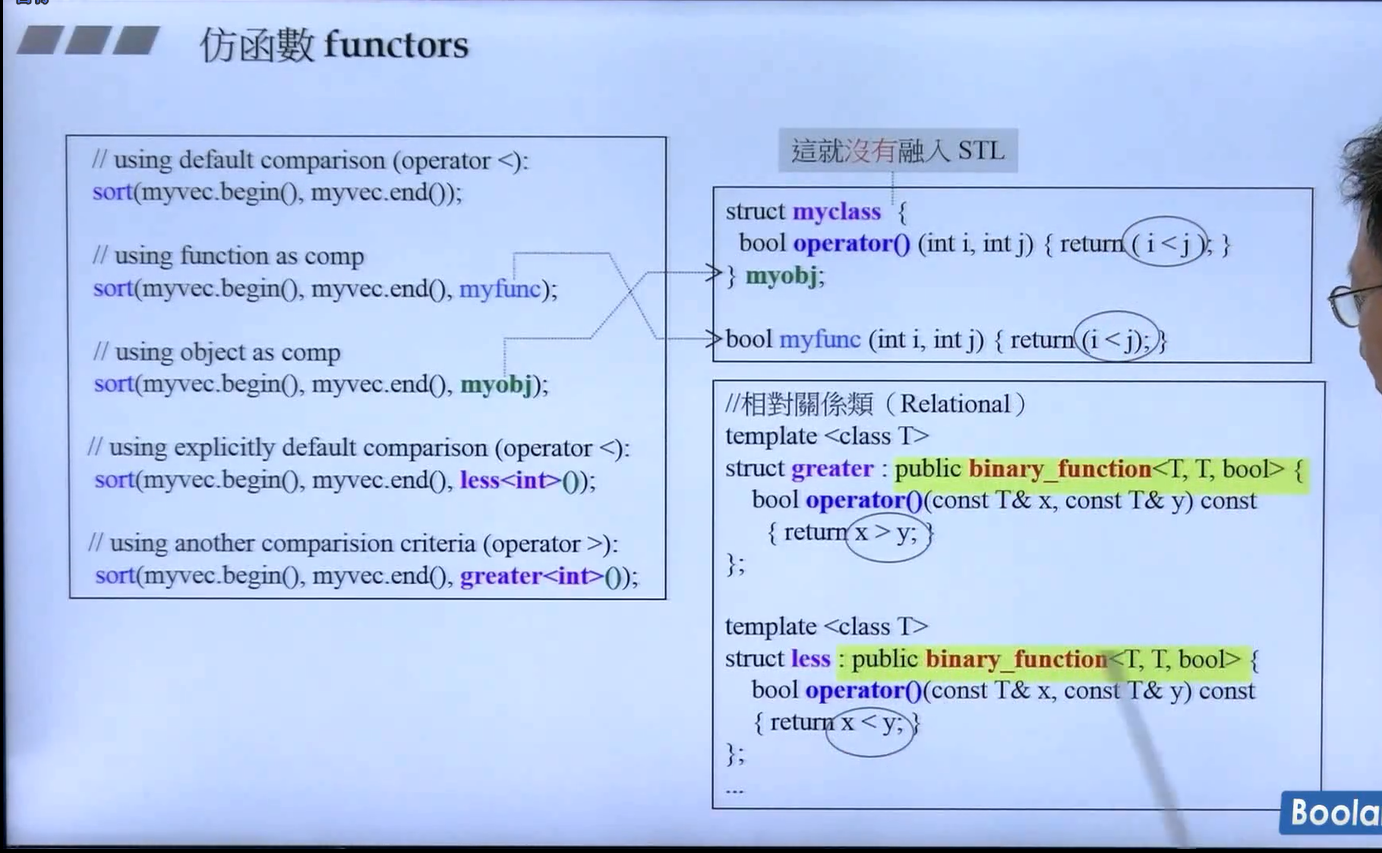 仿函數 functors
// using default comparison (operator <):
sort(myvec.begin(), myvec.end());
// using function as comp
sort(myvec.begin(), myvec.end(), myfunc);
// using object as comp
sort(myvec.begin(), myvec.end(), myobj);
// using explicitly default comparison (operator <):
sort(myvec.begin(), myvec.end(), less<int>());
// using another comparision criteria (operator >):
sort(myvec.begin(), myvec.end(), greater<int>());
這就沒有融入 STL
struct myclass {
bool operator() (int i, int j) { return ( i < j ); }
} myobj;
bool myfunc (int i, int j) { return (i < j); }
//相對關係類（Relational）
template <class T>
struct greater : public binary_function<T, T, bool> {
bool operator()(const T& x, const T& y) const
{ return x > y; }
};
template <class T>
struct less : public binary_function<T, T, bool> {
bool operator()(const T& x, const T& y) const
{ return x < y; }
};
...